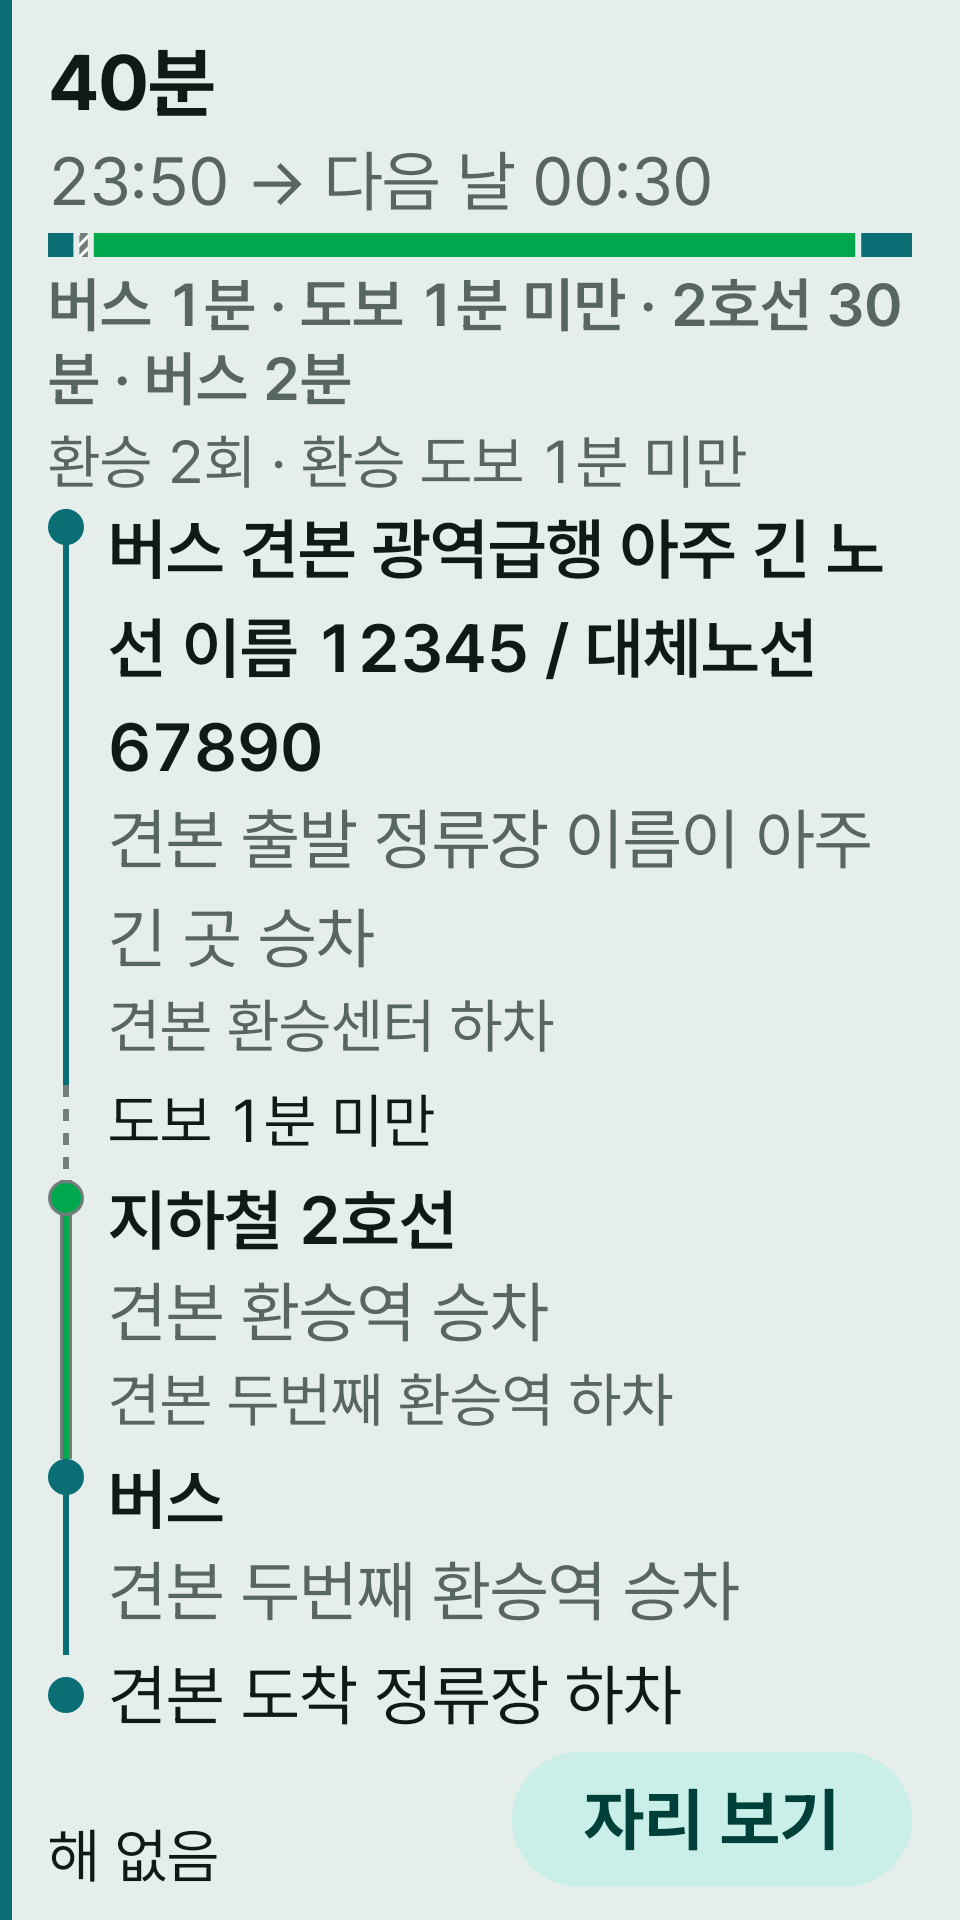 40분
23:50 → 다음 날 00:30
버스 1분 · 도보 1분 미만 · 2호선 30
분 · 버스 2분
환승 2회 · 환승 도보 1분 미만
버스 견본 광역급행 아주 긴 노
선 이름 12345 / 대체노선
67890
견본 출발 정류장 이름이 아주
긴 곳 승차
견본 환승센터 하차
도보 1분 미만
지하철 2호선
견본 환승역 승차
견본 두번째 환승역 하차
버스
견본 두번째 환승역 승차
견본 도착 정류장 하차
자리 보기
해 없음